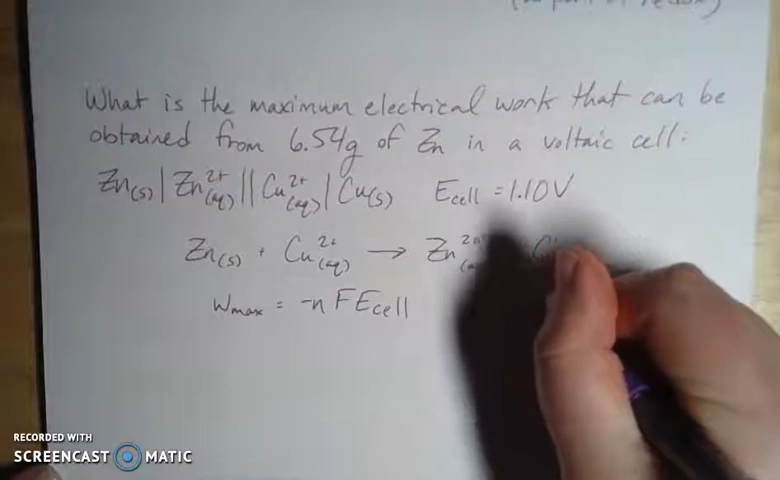 What is the maximum electrical work that can be
obtained from 6.54g of Zn in a voltaic cell:
Zn(s) | Zn²⁺(aq) || Cu²⁺(aq) | Cu(s) Ecell = 1.10V
Zn(s) + Cu²⁺(aq) → Zn²⁺
Wmax = -n F Ecell
RECORDED WITH
SCREENCAST MATIC